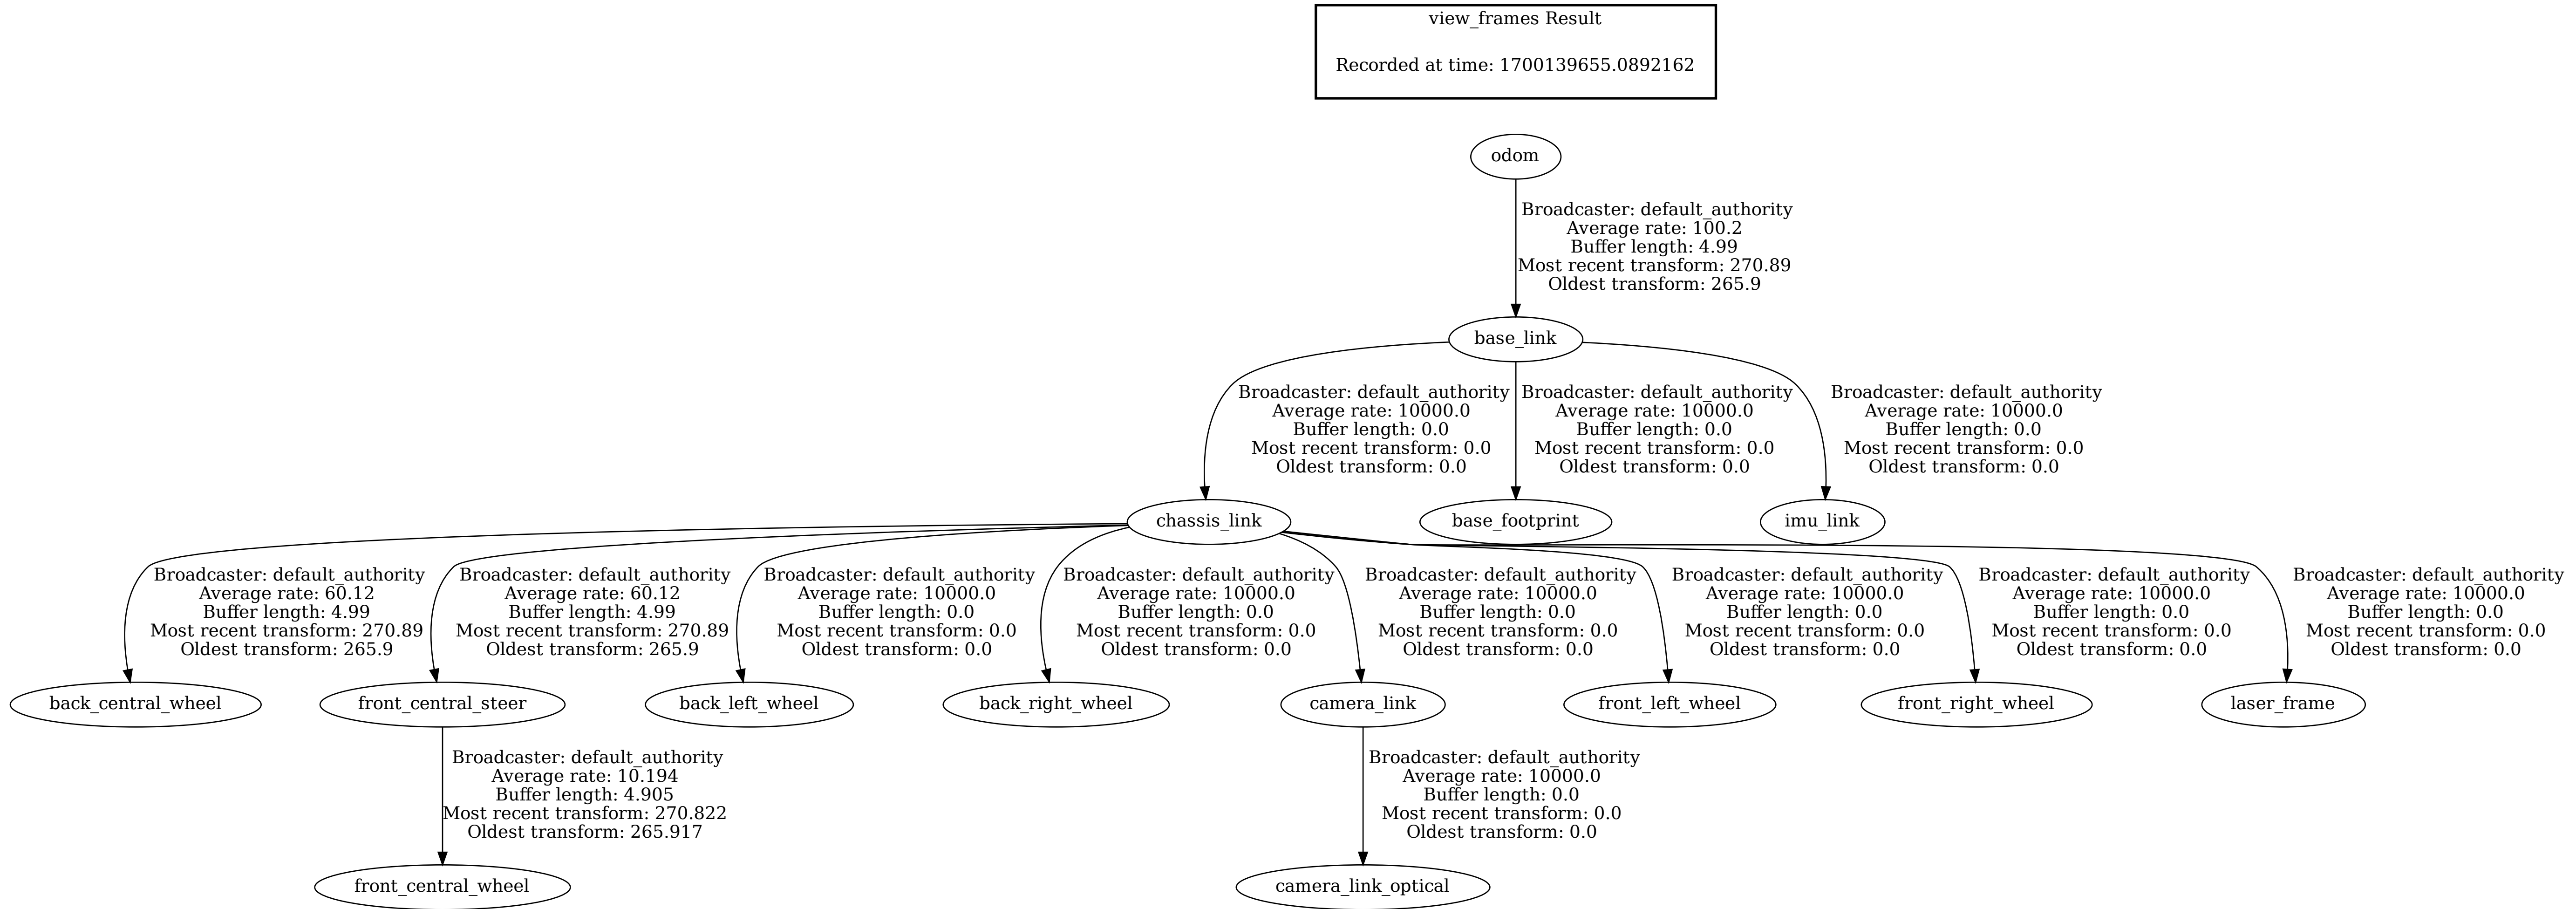 view_frames Result
Recorded at time: 1700139655.0892162
odom
Broadcaster: default_authority
Average rate: 100.2
Buffer length: 4.99
Most recent transform: 270.89
Oldest transform: 265.9
base_link
Broadcaster: default_authority
Average rate: 10000.0
Buffer length: 0.0
Most recent transform: 0.0
Oldest transform: 0.0
Broadcaster: default_authority
Average rate: 10000.0
Buffer length: 0.0
Most recent transform: 0.0
Oldest transform: 0.0
Broadcaster: default_authority
Average rate: 10000.0
Buffer length: 0.0
Most recent transform: 0.0
Oldest transform: 0.0
chassis_link
base_footprint
imu_link
Broadcaster: default_authority
Average rate: 60.12
Buffer length: 4.99
Most recent transform: 270.89
Oldest transform: 265.9
Broadcaster: default_authority
Average rate: 60.12
Buffer length: 4.99
Most recent transform: 270.89
Oldest transform: 265.9
Broadcaster: default_authority
Average rate: 10000.0
Buffer length: 0.0
Most recent transform: 0.0
Oldest transform: 0.0
Broadcaster: default_authority
Average rate: 10000.0
Buffer length: 0.0
Most recent transform: 0.0
Oldest transform: 0.0
Broadcaster: default_authority
Average rate: 10000.0
Buffer length: 0.0
Most recent transform: 0.0
Oldest transform: 0.0
Broadcaster: default_authority
Average rate: 10000.0
Buffer length: 0.0
Most recent transform: 0.0
Oldest transform: 0.0
Broadcaster: default_authority
Average rate: 10000.0
Buffer length: 0.0
Most recent transform: 0.0
Oldest transform: 0.0
Broadcaster: default_authority
Average rate: 10000.0
Buffer length: 0.0
Most recent transform: 0.0
Oldest transform: 0.0
back_central_wheel
front_central_steer
back_left_wheel
back_right_wheel
camera_link
front_left_wheel
front_right_wheel
laser_frame
Broadcaster: default_authority
Average rate: 10.194
Buffer length: 4.905
Most recent transform: 270.822
Oldest transform: 265.917
Broadcaster: default_authority
Average rate: 10000.0
Buffer length: 0.0
Most recent transform: 0.0
Oldest transform: 0.0
front_central_wheel
camera_link_optical